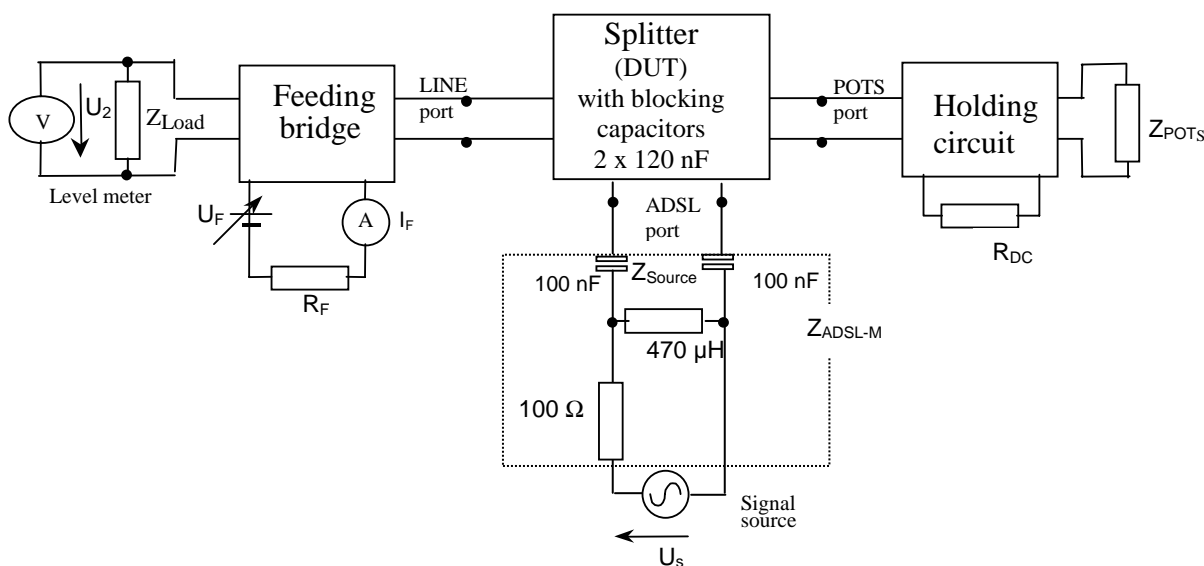 V
U2
ZLoad
Level meter
Feeding
bridge
UF
A
IF
RF
LINE
port
Splitter
(DUT)
with blocking
capacitors
2 x 120 nF
POTS
port
Holding
circuit
ZPOTS
RDC
ADSL
port
100 nF
ZSource
100 nF
470 µH
ZADSL-M
100 Ω
Signal
source
Us